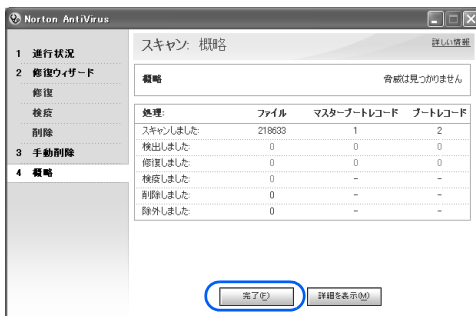 Norton AntiVirus
1 進行状況
2 修復ウィザード
修復
検疫
削除
3 手動削除
4 概略
スキャン: 概略
詳しい情報
概略 脅威は見つかりません
処理: ファイル マスターブートレコード ブートレコード
スキャンしました: 218633 1 2
検出しました: 0 0 0
修復しました: 0 0 0
検疫しました: 0 - -
削除しました: 0 - -
除外しました: 0 - -
完了(F) 詳細を表示(M)